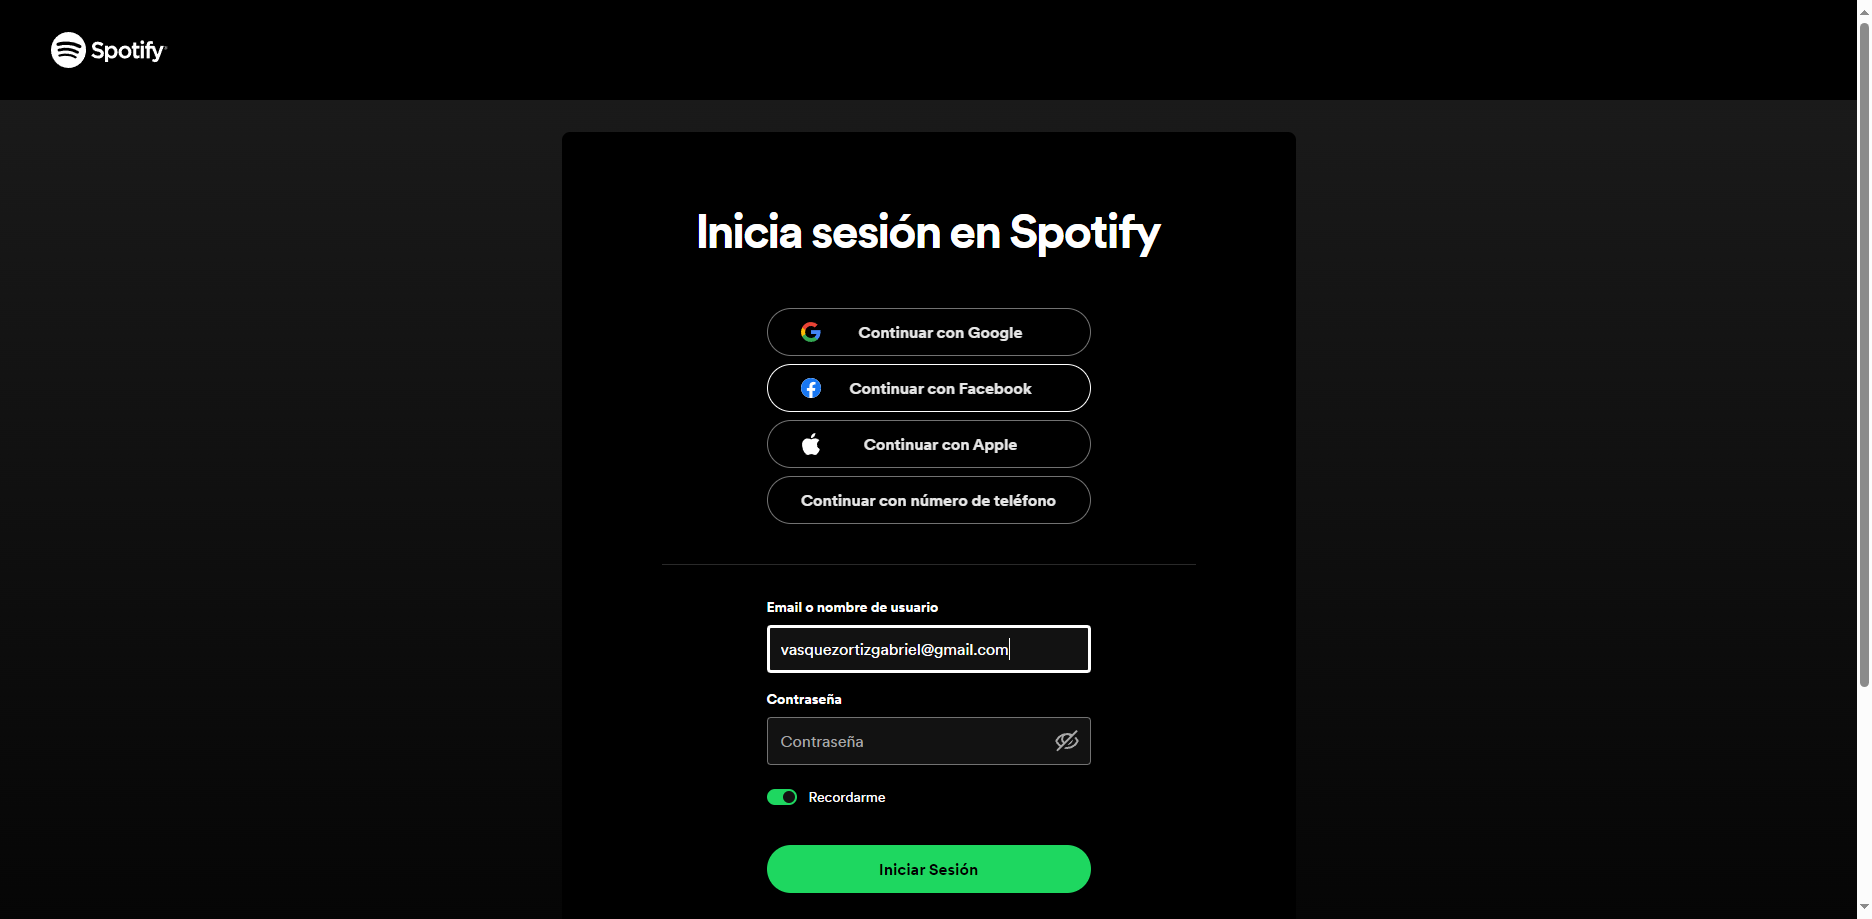 Spotify
Inicia sesión en Spotify
Continuar con Google
Continuar con Facebook
Continuar con Apple
Continuar con número de teléfono
Email o nombre de usuario
vasquezortizgabriel@gmail.com
Contraseña
Contraseña
Recordarme
Iniciar Sesión